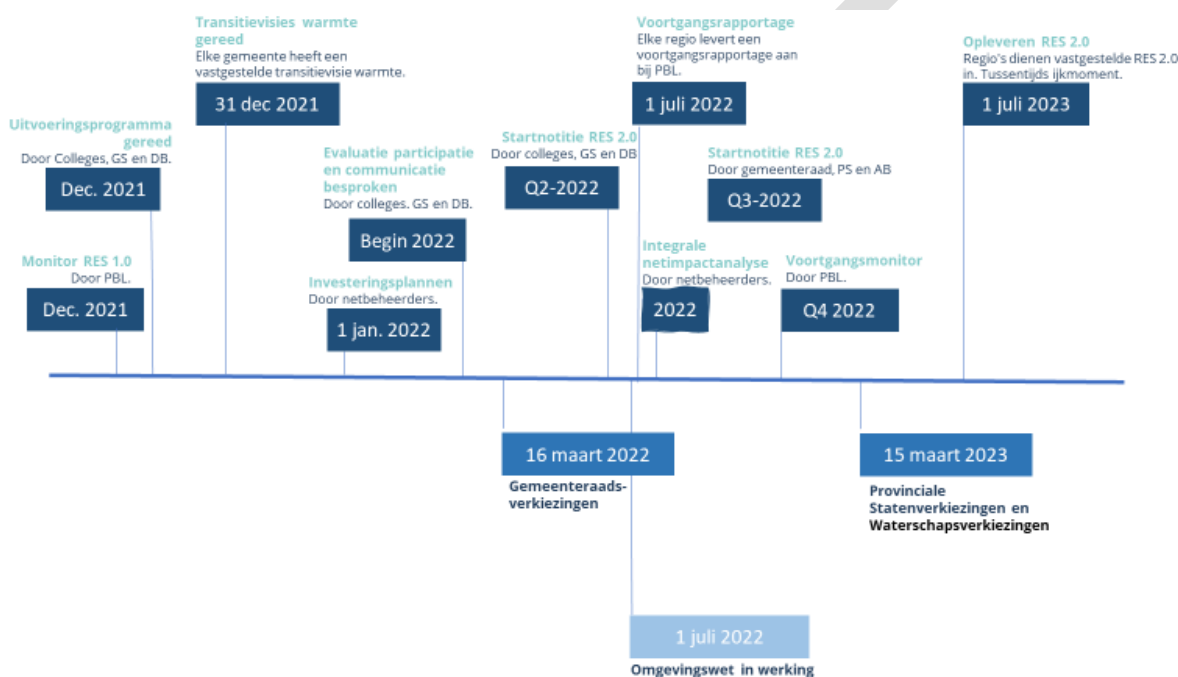 Transitievisies warmte
gereed
Elke gemeente heeft een
vastgestelde transitievisie warmte.
31 dec 2021
Voortgangsrapportage
Elke regio levert een
voortgangsrapportage aan
bij PBL.
1 juli 2022
Opleveren RES 2.0
Regio's dienen vastgestelde RES 2.0
in. Tussentijds ijkmoment.
1 juli 2023
Uitvoeringsprogramma
gereed
Door Colleges, GS en DB.
Dec. 2021
Evaluatie participatie
en communicatie
besproken
Door colleges. GS en DB.
Begin 2022
Startnotitie RES 2.0
Door colleges, GS en DB
Q2-2022
Startnotitie RES 2.0
Door gemeenteraad, PS en AB
Q3-2022
Monitor RES 1.0
Door PBL.
Dec. 2021
Investeringsplannen
Door netbeheerders.
1 jan. 2022
Integrale
netimpactanalyse
Door netbeheerders.
2022
Voortgangsmonitor
Door PBL.
Q4 2022
16 maart 2022
Gemeenteraads-
verkiezingen
15 maart 2023
Provinciale
Statenverkiezingen en
Waterschapsverkiezingen
1 juli 2022
Omgevingswet in werking